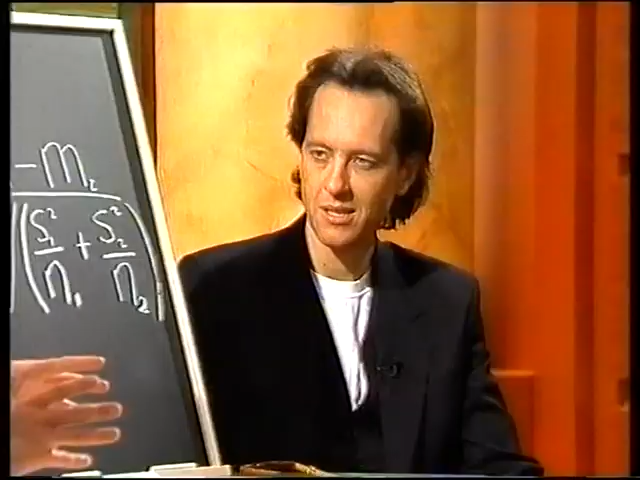 - m₂
(S₁²/n₁ + S₂²/n₂)